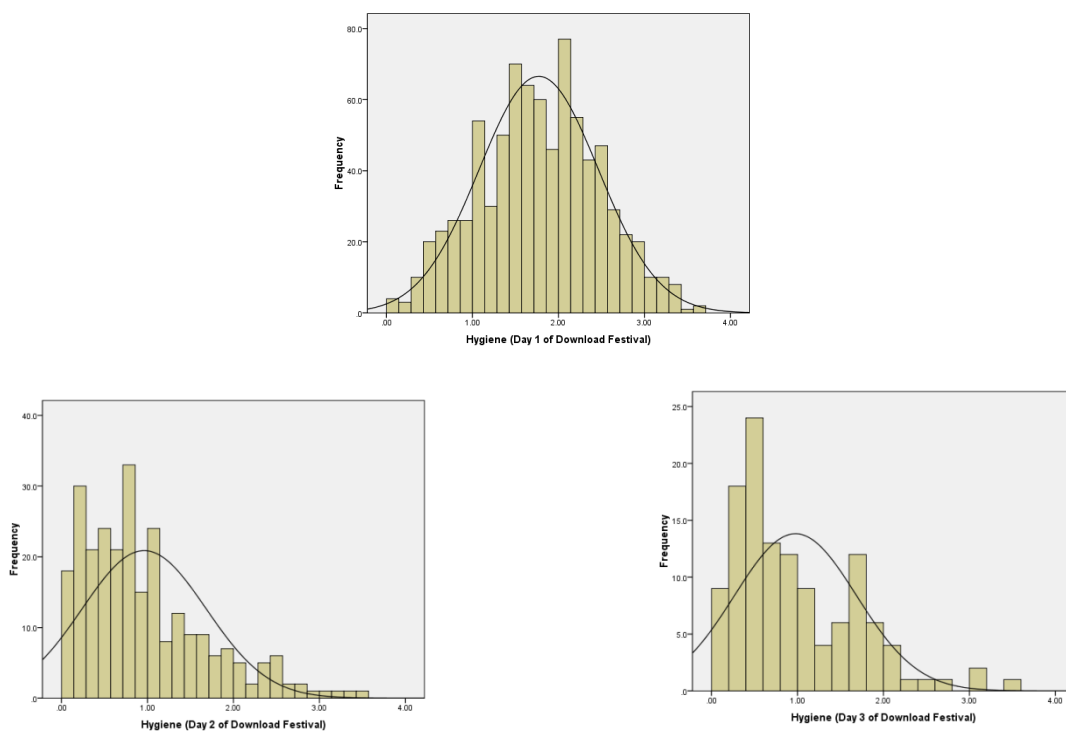 80.0
60.0
Frequency
40.0
20.0
.0
.00 1.00 2.00 3.00 4.00
Hygiene (Day 1 of Download Festival)
40.0
30.0
Frequency
20.0
10.0
.0
.00 1.00 2.00 3.00 4.00
Hygiene (Day 2 of Download Festival)
25.0
20.0
15.0
Frequency
10.0
5.0
.0
.00 1.00 2.00 3.00 4.00
Hygiene (Day 3 of Download Festival)